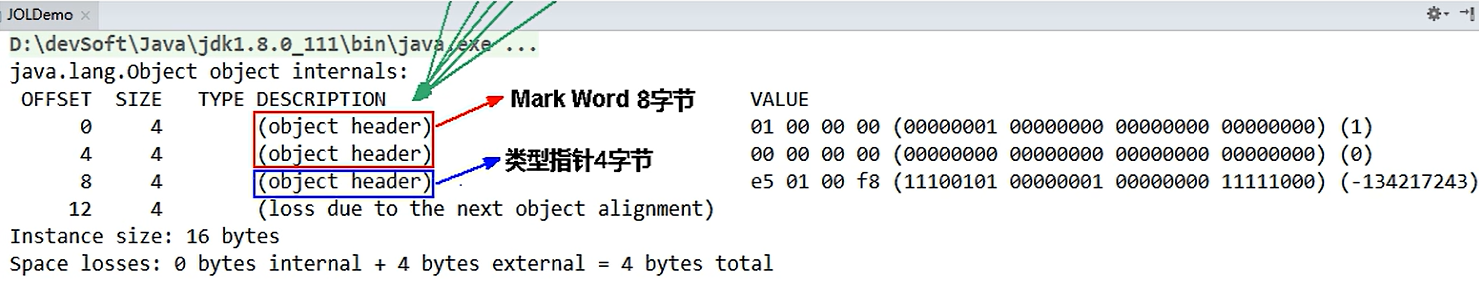 JOLDemo ×
D:\devSoft\Java\jdk1.8.0_111\bin\java.exe ...
java.lang.Object object internals:
OFFSET SIZE TYPE DESCRIPTION Mark Word 8字节 VALUE
0 4 (object header) 01 00 00 00 (00000001 00000000 00000000 00000000) (1)
4 4 (object header) 类型指针4字节 00 00 00 00 (00000000 00000000 00000000 00000000) (0)
8 4 (object header) e5 01 00 f8 (11100101 00000001 00000000 11111000) (-134217243)
12 4 (loss due to the next object alignment)
Instance size: 16 bytes
Space losses: 0 bytes internal + 4 bytes external = 4 bytes total